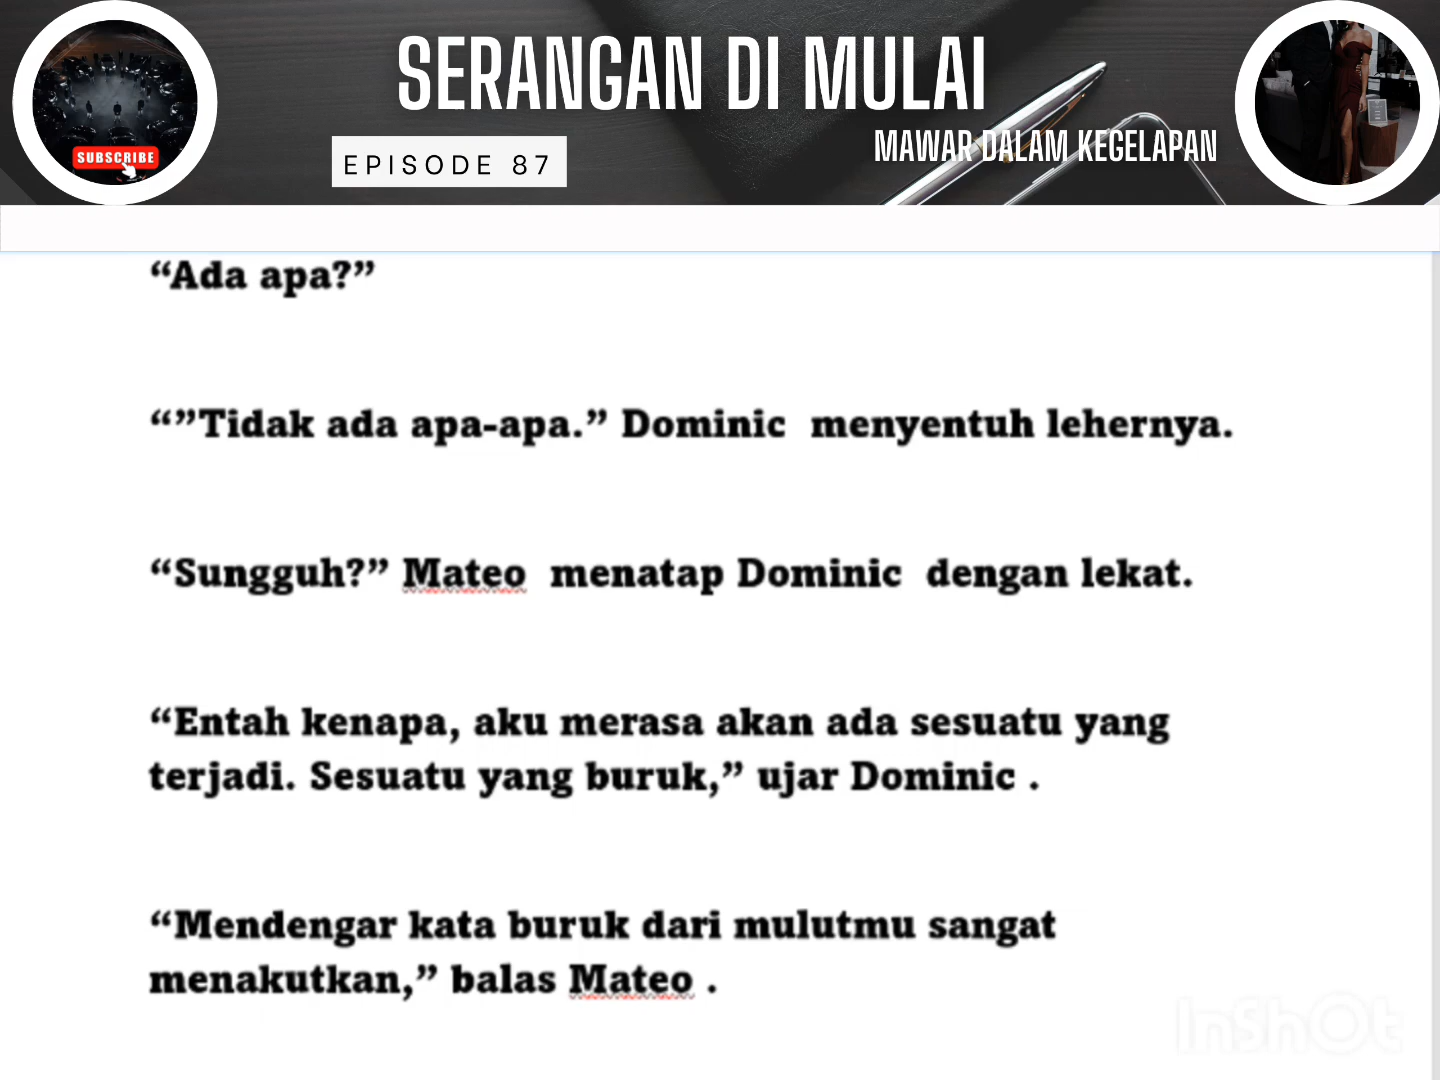 SERANGAN DI MULAI
MAWAR DALAM KEGELAPAN
EPISODE 87
SUBSCRIBE
“Ada apa?”
“”Tidak ada apa-apa.” Dominic  menyentuh lehernya.
“Sungguh?” Mateo  menatap Dominic  dengan lekat.
“Entah kenapa, aku merasa akan ada sesuatu yang
terjadi. Sesuatu yang buruk,” ujar Dominic .
“Mendengar kata buruk dari mulutmu sangat
menakutkan,” balas Mateo .
InShOt